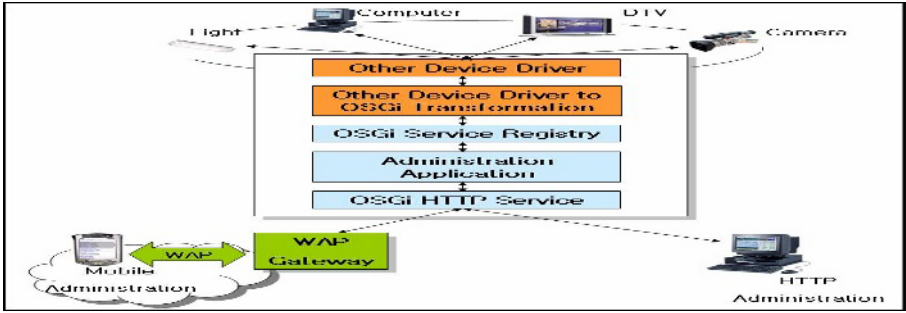 Computer
DTV
Light
Camera
Other Device Driver
Other Device Driver to
OSGi Transformation
OSGi Service Registry
Administration
Application
OSGi HTTP Service
WAP
Gateway
WAP
Mobile
Administration
HTTP
Administration